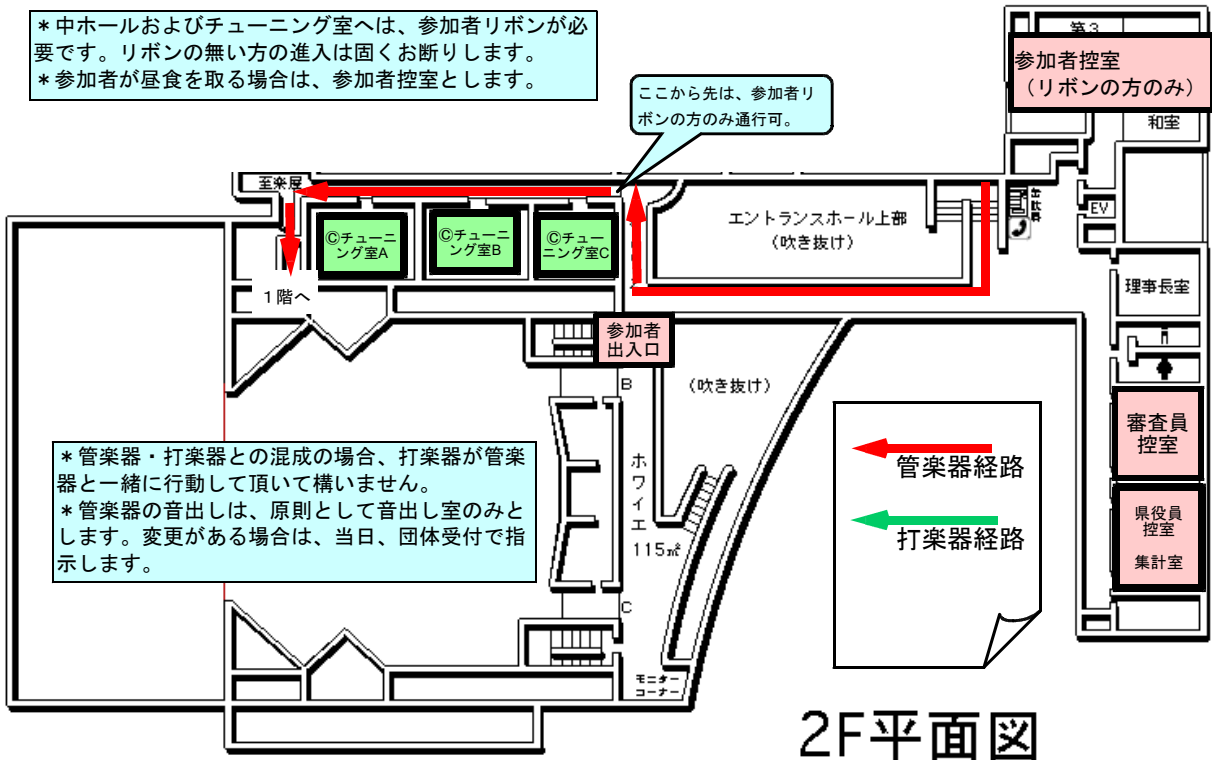 ＊中ホールおよびチューニング室へは、参加者リボンが必
要です。リボンの無い方の進入は固くお断りします。
＊参加者が昼食を取る場合は、参加者控室とします。
第３
参加者控室
（リボンの方のみ）
和室
ここから先は、参加者リ
ボンの方のみ通行可。
至楽屋
エントランスホール上部
（吹き抜け）
EV
©チューニ
ング室A
©チューニ
ング室B
©チュー
ニング室C
１階へ
理事長室
参加者
出入口
B
（吹き抜け）
審査員
控室
＊管楽器・打楽器との混成の場合、打楽器が管楽
器と一緒に行動して頂いて構いません。
＊管楽器の音出しは、原則として音出し室のみと
します。変更がある場合は、当日、団体受付で指
示します。
ホワイエ
115㎡
管楽器経路
打楽器経路
県役員
控室
集計室
C
モニター
コーナー
2F平面図